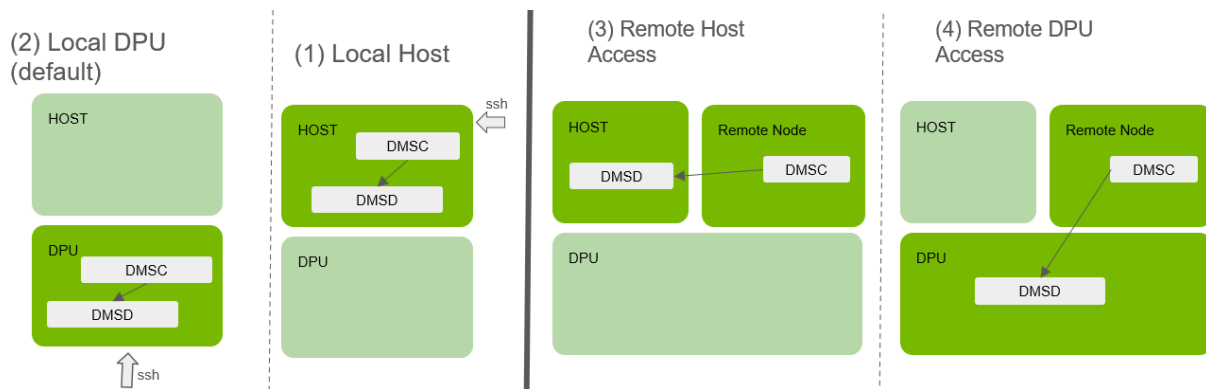 (2) Local DPU
(default)
HOST
DPU
DMSC
DMSD
ssh
(1) Local Host
ssh
HOST
DMSC
DMSD
DPU
(3) Remote Host
Access
HOST
DMSD
Remote Node
DMSC
DPU
(4) Remote DPU
Access
HOST
Remote Node
DMSC
DPU
DMSD